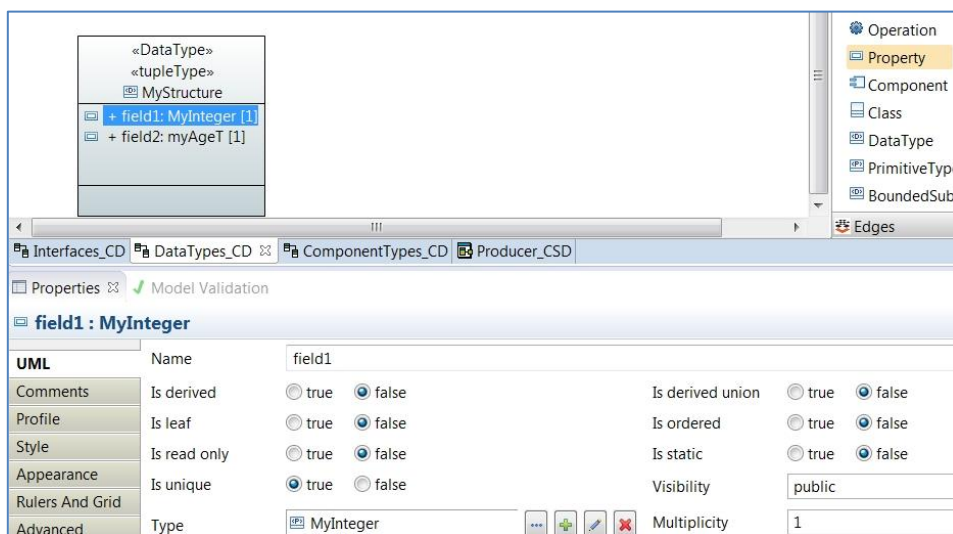 «DataType»
«tupleType»
MyStructure
+ field1: MyInteger [1]
+ field2: myAgeT [1]
Operation
Property
Component
Class
DataType
PrimitiveType
BoundedSub
Edges
Interfaces_CD DataTypes_CD ComponentTypes_CD Producer_CSD
Properties Model Validation
field1 : MyInteger
UML
Comments
Profile
Style
Appearance
Rulers And Grid
Advanced
Name field1
Is derived true false Is derived union true false
Is leaf true false Is ordered true false
Is read only true false Is static true false
Is unique true false Visibility public
Type MyInteger Multiplicity 1